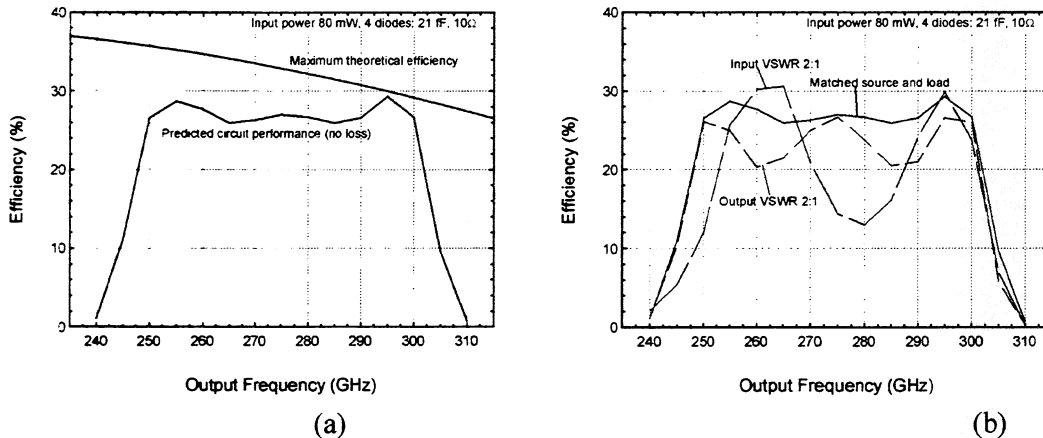 Input power 80 mW, 4 diodes: 21 fF, 10Ω
Maximum theoretical efficiency
Predicted circuit performance (no loss)
Efficiency (%)
40
30
20
10
0
240 250 260 270 280 290 300 310
Output Frequency (GHz)
(a)
Input power 80 mW, 4 diodes: 21 fF, 10Ω
Input VSWR 2:1
Matched source and load
Output VSWR 2:1
Efficiency (%)
40
30
20
10
0
240 250 260 270 280 290 300 310
Output Frequency (GHz)
(b)